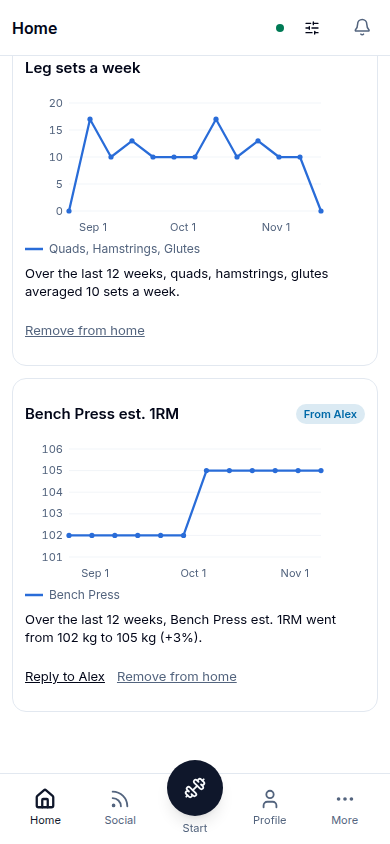 Home
Leg sets a week
20
15
10
5
0
Sep 1
Oct 1
Nov 1
Quads, Hamstrings, Glutes
Over the last 12 weeks, quads, hamstrings, glutes
averaged 10 sets a week.
Remove from home
Bench Press est. 1RM
From Alex
106
105
104
103
102
101
Sep 1
Oct 1
Nov 1
Bench Press
Over the last 12 weeks, Bench Press est. 1RM went
from 102 kg to 105 kg (+3%).
Reply to Alex
Remove from home
Home
Social
Start
Profile
More